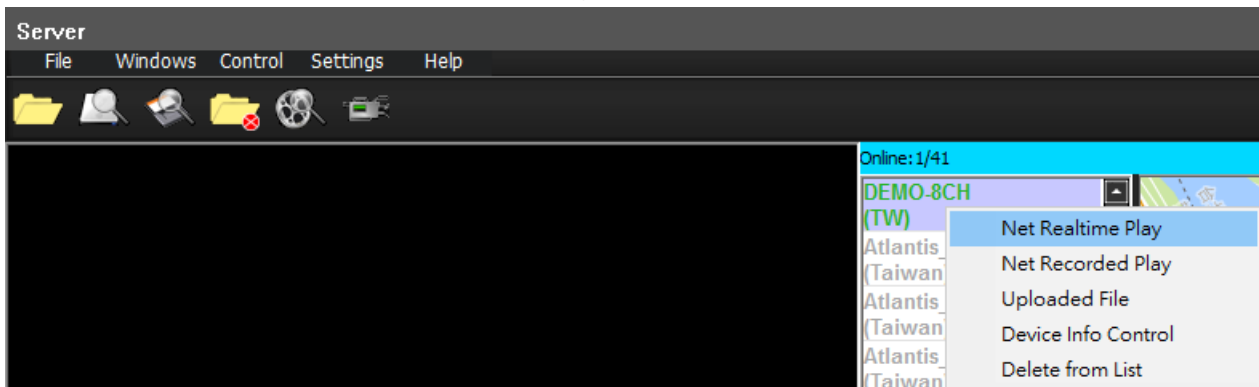 Server
File Windows Control Settings Help
Online: 1/41
DEMO-8CH
(TW)
Net Realtime Play
Atlantis_
(Taiwan
Net Recorded Play
Atlantis_
Uploaded File
(Taiwan
Device Info Control
Atlantis_
Delete from List
(Taiwan